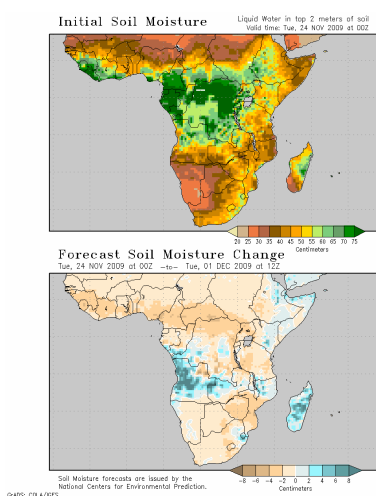 Initial Soil Moisture
Liquid Water in top 2 meters of soil
Valid time: Tue, 24 NOV 2009 at 00Z
20 25 30 35 40 45 50 55 60 65 70 75
Centimeters
Forecast Soil Moisture Change
Tue, 24 NOV 2009 at 00Z —to— Tue, 01 DEC 2009 at 12Z
Soil Moisture forecasts are issued by the
National Centers for Environmental Prediction.
-8 -6 -4 -2 0 2 4 6 8
Centimeters
GrADS: COLA/IGES